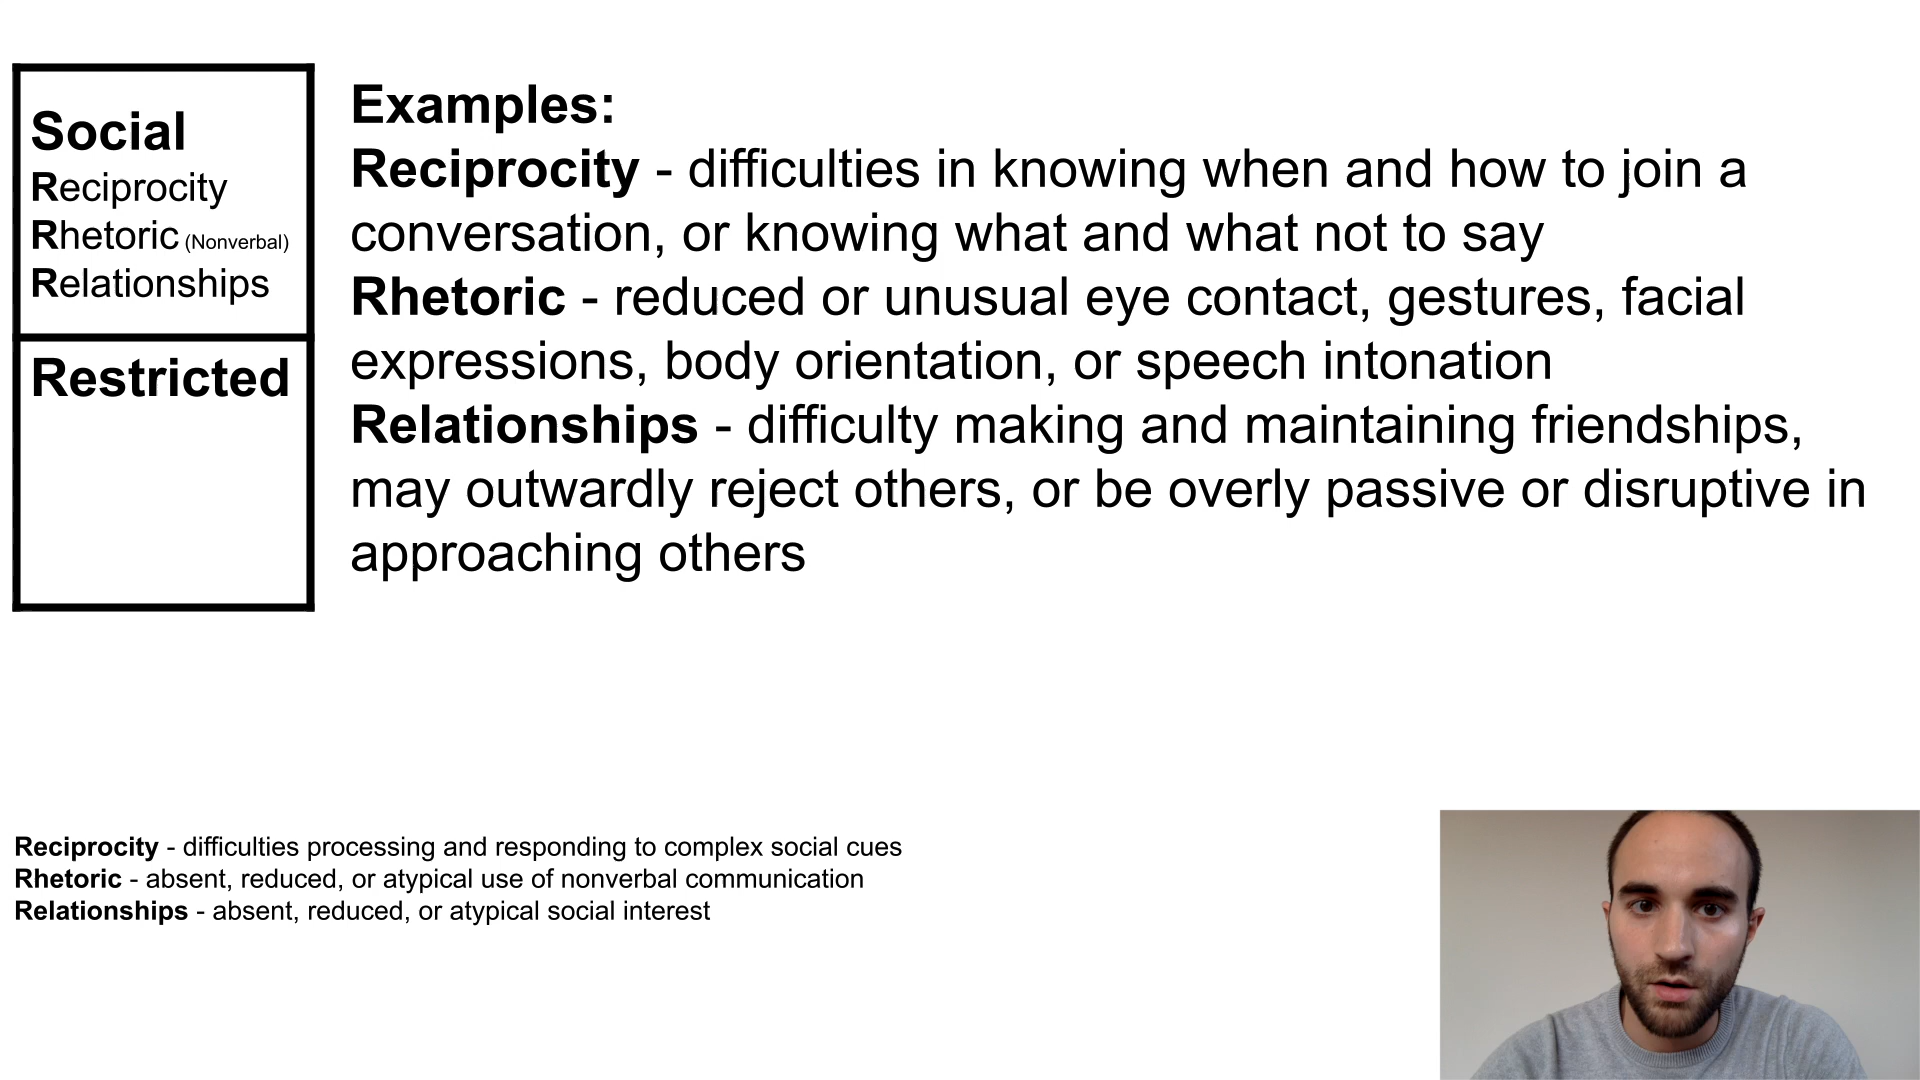 Social
Reciprocity
Rhetoric (Nonverbal)
Relationships
Restricted
Examples:
Reciprocity - difficulties in knowing when and how to join a
conversation, or knowing what and what not to say
Rhetoric - reduced or unusual eye contact, gestures, facial
expressions, body orientation, or speech intonation
Relationships - difficulty making and maintaining friendships,
may outwardly reject others, or be overly passive or disruptive in
approaching others
Reciprocity - difficulties processing and responding to complex social cues
Rhetoric - absent, reduced, or atypical use of nonverbal communication
Relationships - absent, reduced, or atypical social interest